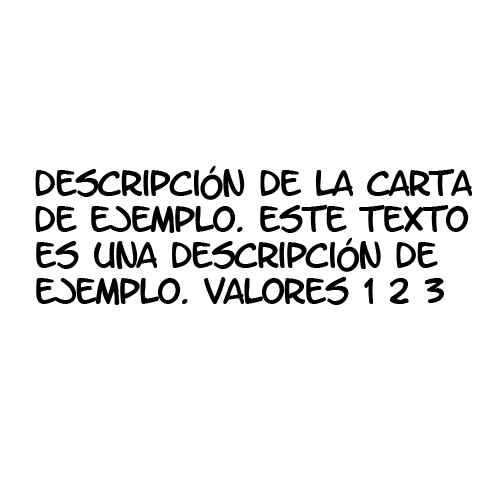 DESCRIPCIÓN DE LA CARTA
DE EJEMPLO. ESTE TEXTO
ES UNA DESCRIPCIÓN DE
EJEMPLO. VALORES 1 2 3